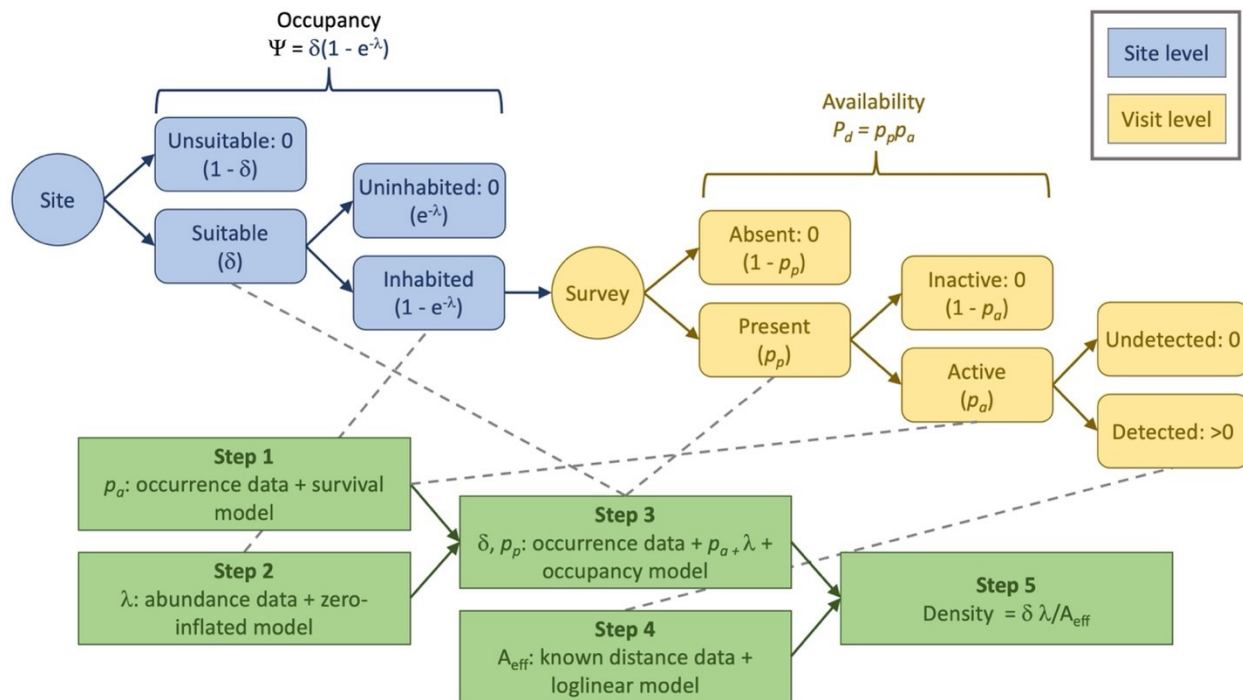 Occupancy
Ψ = δ(1 - e^-λ)
Site level
Visit level
Availability
P_d = p_p p_a
Site
Unsuitable: 0
(1 - δ)
Suitable
(δ)
Uninhabited: 0
(e^-λ)
Inhabited
(1 - e^-λ)
Survey
Absent: 0
(1 - p_p)
Present
(p_p)
Inactive: 0
(1 - p_a)
Active
(p_a)
Undetected: 0
Detected: >0
Step 1
p_a: occurrence data + survival
model
Step 2
λ: abundance data + zero-
inflated model
Step 3
δ, p_p: occurrence data + p_a + λ +
occupancy model
Step 4
A_eff: known distance data +
loglinear model
Step 5
Density = δ λ/A_eff